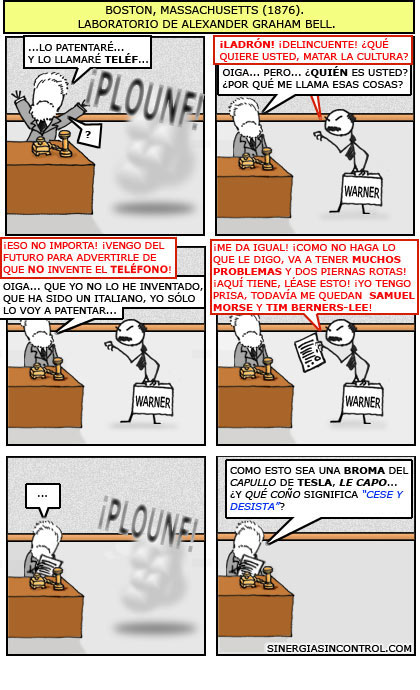 BOSTON, MASSACHUSETTS (1876).
LABORATORIO DE ALEXANDER GRAHAM BELL.
...LO PATENTARÉ...
Y LO LLAMARÉ TELÉF...
¡PLOUNF!
?
¡LADRÓN! ¡DELINCUENTE! ¿QUÉ
QUIERE USTED, MATAR LA CULTURA?
OIGA... PERO... ¿QUIÉN ES USTED?
¿POR QUÉ ME LLAMA ESAS COSAS?
WARNER
¡ESO NO IMPORTA! ¡VENGO DEL
FUTURO PARA ADVERTIRLE DE
QUE NO INVENTE EL TELÉFONO!
OIGA... QUE YO NO LO HE INVENTADO,
QUE HA SIDO UN ITALIANO, YO SÓLO
LO VOY A PATENTAR...
WARNER
¡ME DA IGUAL! ¡COMO NO HAGA LO
QUE LE DIGO, VA A TENER MUCHOS
PROBLEMAS Y DOS PIERNAS ROTAS!
¡AQUÍ TIENE, LÉASE ESTO! ¡YO TENGO
PRISA, TODAVÍA ME QUEDAN SAMUEL
MORSE Y TIM BERNERS-LEE!
WARNER
...
¡PLOUNF!
COMO ESTO SEA UNA BROMA DEL
CAPULLO DE TESLA, LE CAPO...
¿Y QUÉ COÑO SIGNIFICA "CESE Y
DESISTA"?
SINERGIASINCONTROL.COM